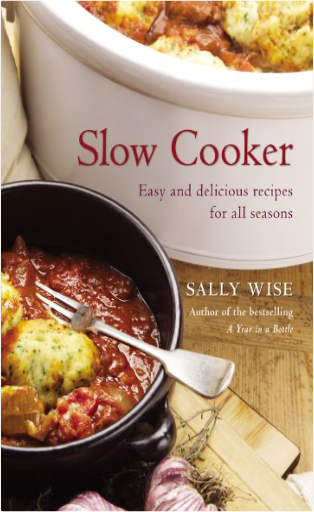 Slow Cooker
Easy and delicious recipes
for all seasons
SALLY WISE
Author of the bestselling
A Year in a Bottle